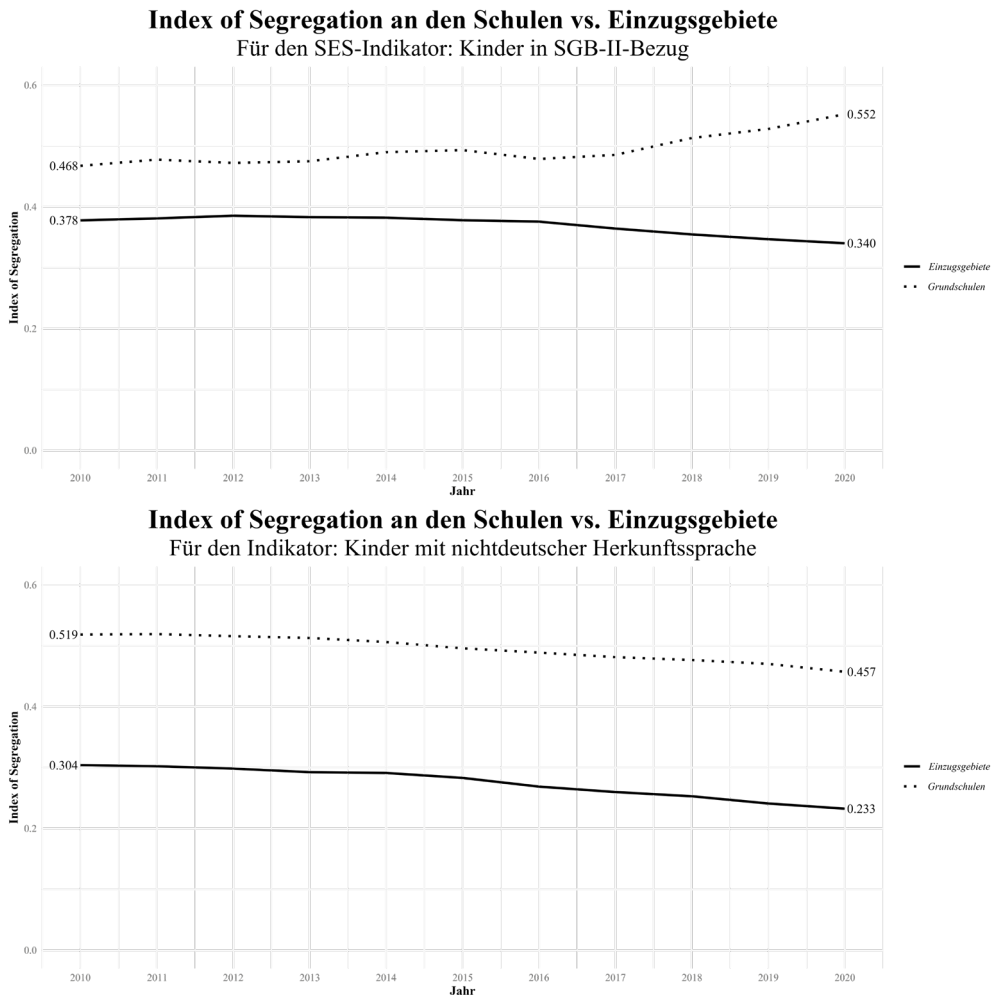 Index of Segregation an den Schulen vs. Einzugsgebiete
Für den SES-Indikator: Kinder in SGB-II-Bezug
0.6
0.552
0.468
0.4
0.378
0.340
Index of Segregation
Einzugsgebiete
Grundschulen
0.2
0.0
2010 2011 2012 2013 2014 2015 2016 2017 2018 2019 2020
Jahr
Index of Segregation an den Schulen vs. Einzugsgebiete
Für den Indikator: Kinder mit nichtdeutscher Herkunftssprache
0.6
0.519
0.457
0.4
0.304
0.233
Index of Segregation
Einzugsgebiete
Grundschulen
0.2
0.0
2010 2011 2012 2013 2014 2015 2016 2017 2018 2019 2020
Jahr